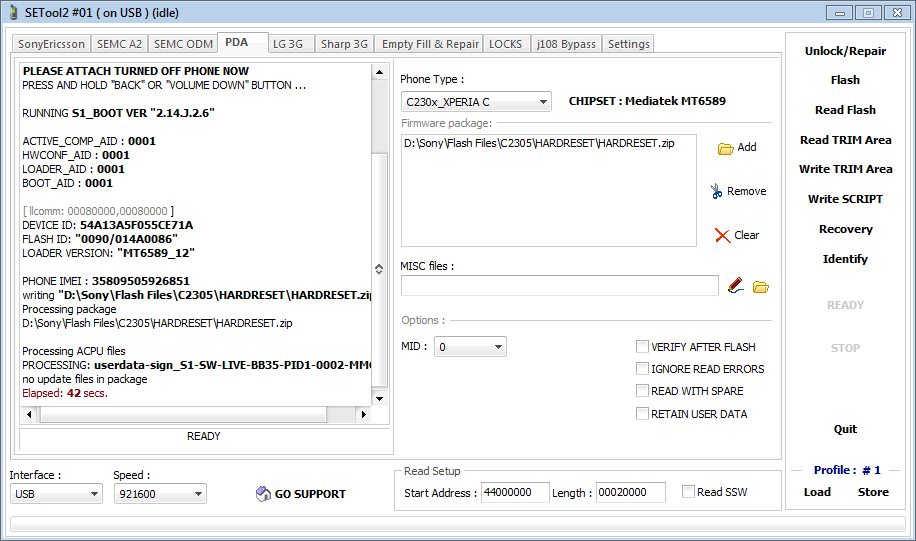 SETool2 #01 ( on USB ) (idle)
SonyEricsson
SEMC A2
SEMC ODM
PDA
LG 3G
Sharp 3G
Empty Fill & Repair
LOCKS
j108 Bypass
Settings
PLEASE ATTACH TURNED OFF PHONE NOW
PRESS AND HOLD "BACK" OR "VOLUME DOWN" BUTTON ...
RUNNING S1_BOOT VER "2.14.J.2.6"
ACTIVE_COMP_AID : 0001
HWCONF_AID : 0001
LOADER_AID : 0001
BOOT_AID : 0001
[ llcomm: 00080000,00080000 ]
DEVICE ID: 54A13A5F055CE71A
FLASH ID: "0090/014A0086"
LOADER VERSION: "MT6589_12"
PHONE IMEI : 35809505926851
writing "D:\Sony\Flash Files\C2305\HARDRESET\HARDRESET.zip
Processing package
D:\Sony\Flash Files\C2305\HARDRESET\HARDRESET.zip
Processing ACPU files
PROCESSING: userdata-sign_S1-SW-LIVE-BB35-PID1-0002-MMC
no update files in package
Elapsed: 42 secs.
READY
Phone Type :
C230x_XPERIA C
CHIPSET : Mediatek MT6589
Firmware package:
D:\Sony\Flash Files\C2305\HARDRESET\HARDRESET.zip
Add
Remove
Clear
MISC files :
Options :
MID :
0
VERIFY AFTER FLASH
IGNORE READ ERRORS
READ WITH SPARE
RETAIN USER DATA
Interface :
USB
Speed :
921600
GO SUPPORT
Read Setup
Start Address :
44000000
Length :
00020000
Read SSW
Unlock/Repair
Flash
Read Flash
Read TRIM Area
Write TRIM Area
Write SCRIPT
Recovery
Identify
READY
STOP
Quit
Profile : # 1
Load
Store